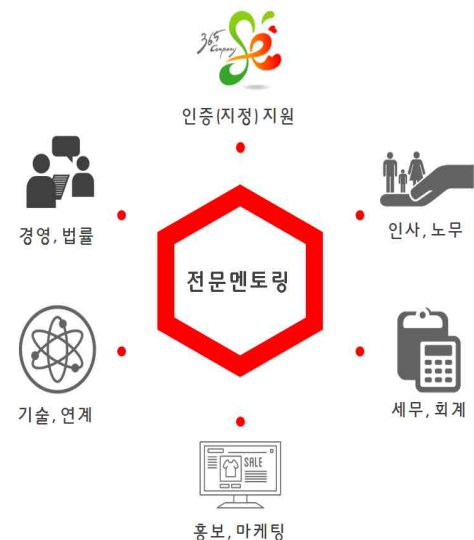 365
Company
Se
인증(지정)지원
경영, 법률
인사, 노무
전문멘토링
기술, 연계
세무, 회계
SALE
홍보, 마케팅